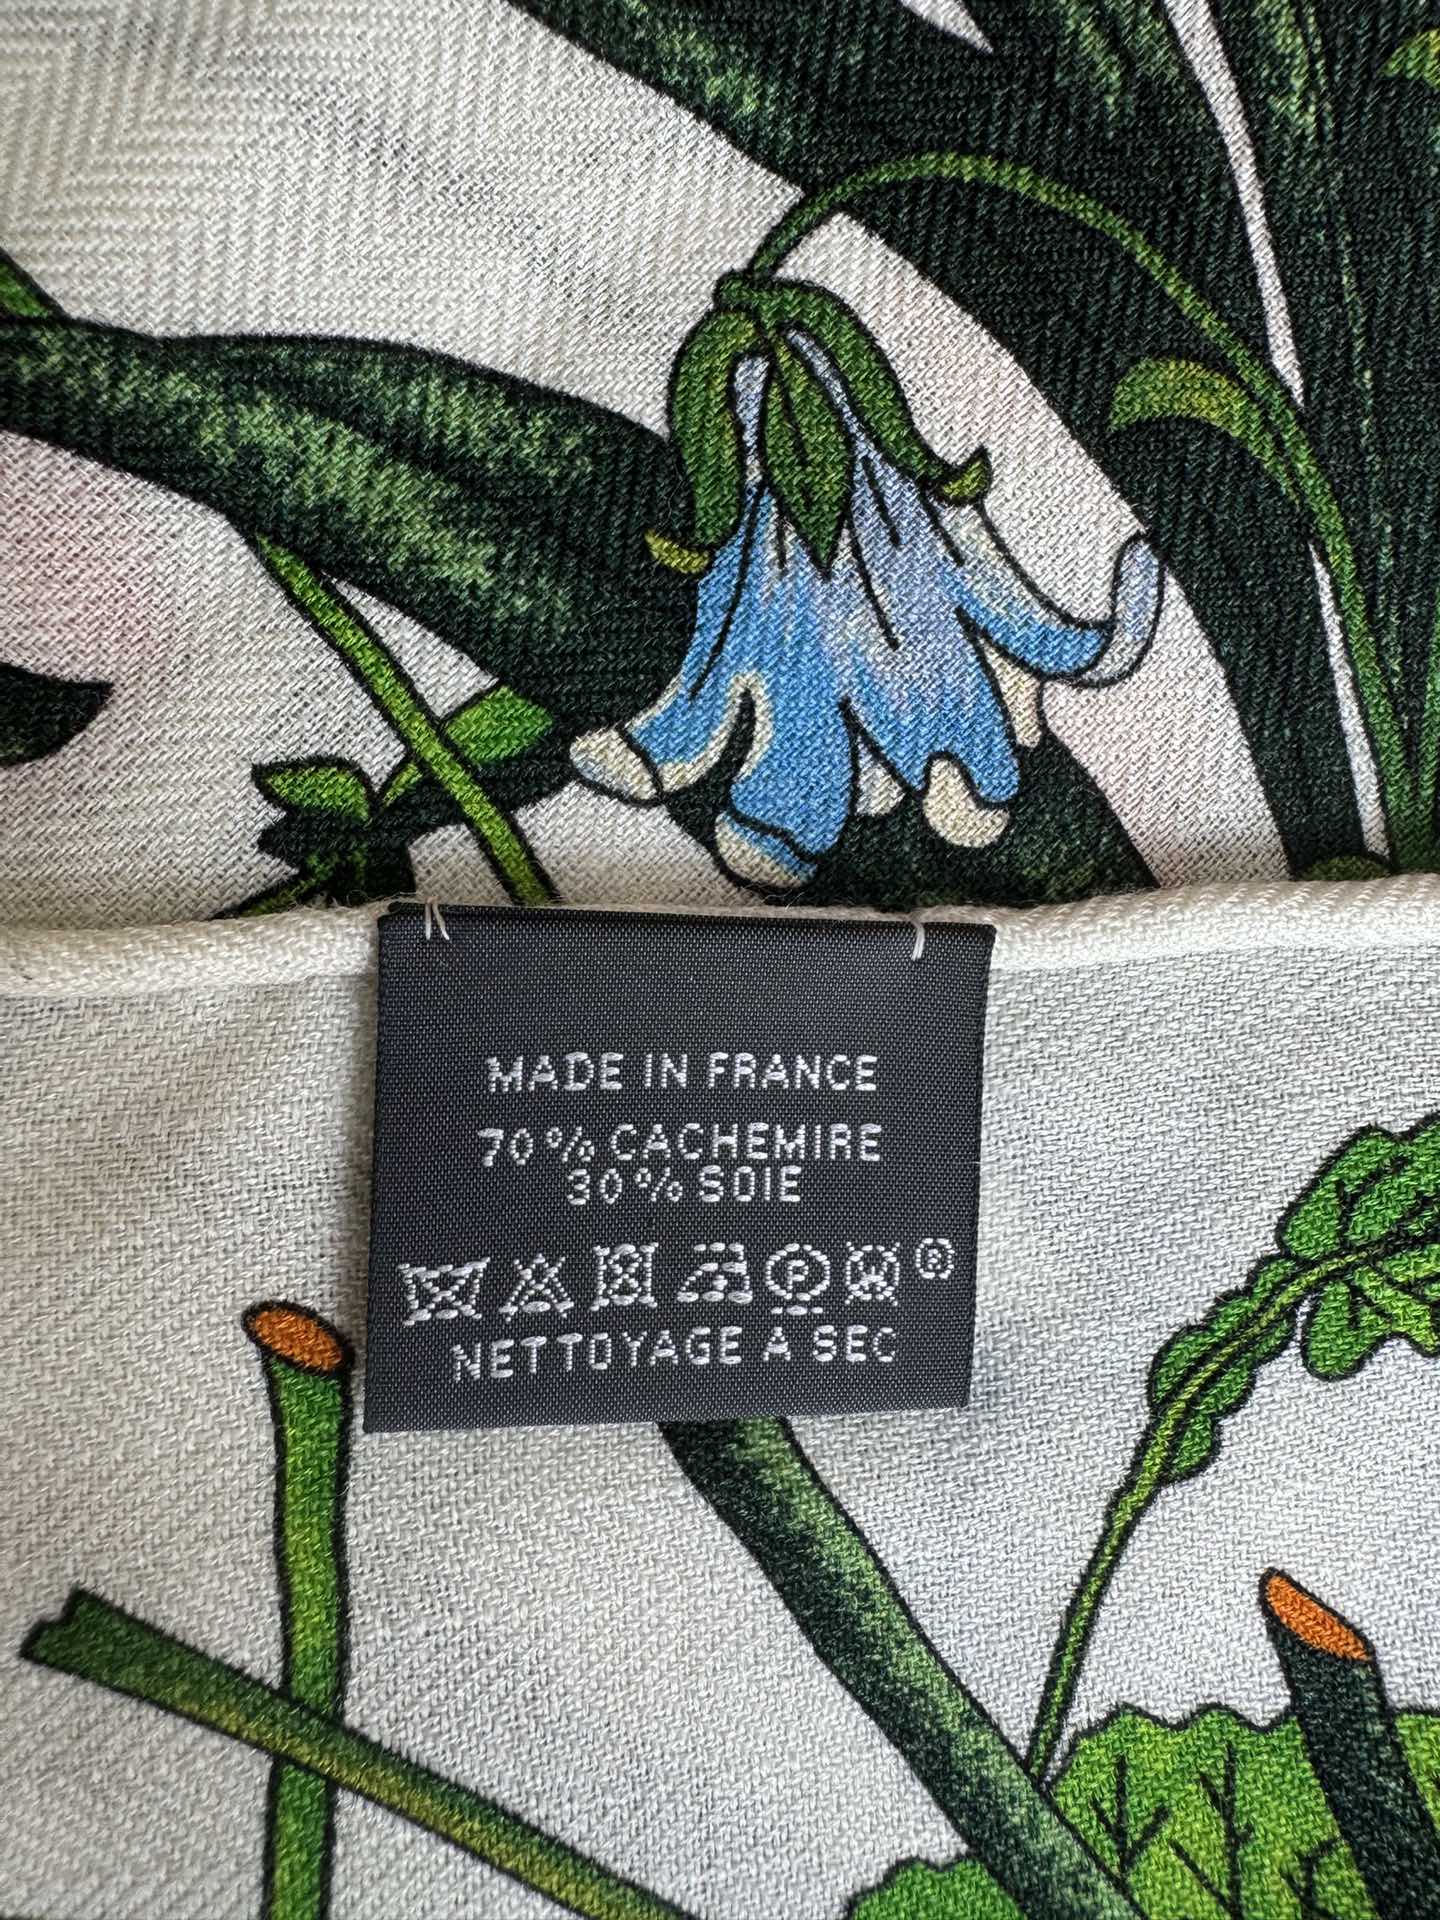 MADE IN FRANCE
70% CACHEMIRE
30% SOIE
P ®
NETTOYAGE A SEC